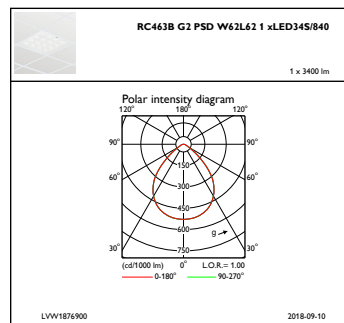 RC463B G2 PSD W62L62 1 xLED34S/840
1 x 3400 lm
Polar intensity diagram
120° 120°
90° 90°
150
60° 60°
300
450
600
g
750
30° 30°
(cd/1000 lm) 0° L.O.R.= 1.00
0-180° 90-270°
LVW1876900 2018-09-10